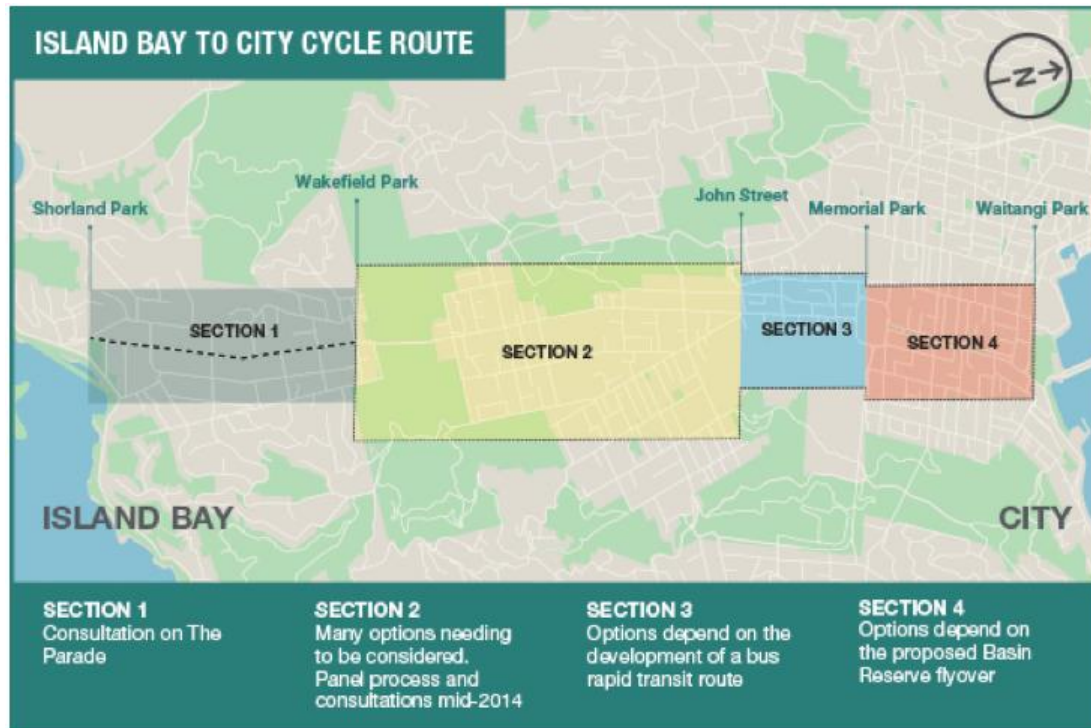 ISLAND BAY TO CITY CYCLE ROUTE
N
Wakefield Park
John Street
Shorland Park
Memorial Park
Waitangi Park
SECTION 1
SECTION 2
SECTION 3
SECTION 4
ISLAND BAY
CITY
SECTION 1
Consultation on The
Parade
SECTION 2
Many options needing
to be considered.
Panel process and
consultations mid-2014
SECTION 3
Options depend on the
development of a bus
rapid transit route
SECTION 4
Options depend on
the proposed Basin
Reserve flyover